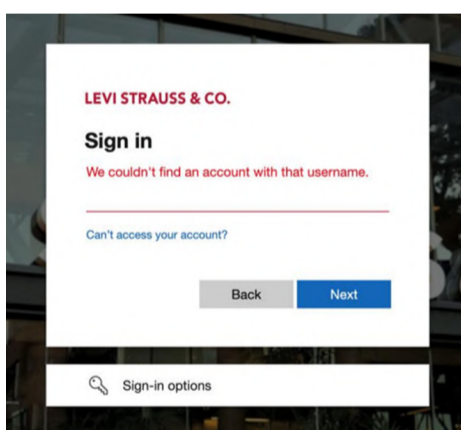 LEVI STRAUSS & CO.
Sign in
We couldn't find an account with that username.
Can't access your account?
Back
Next
Sign-in options